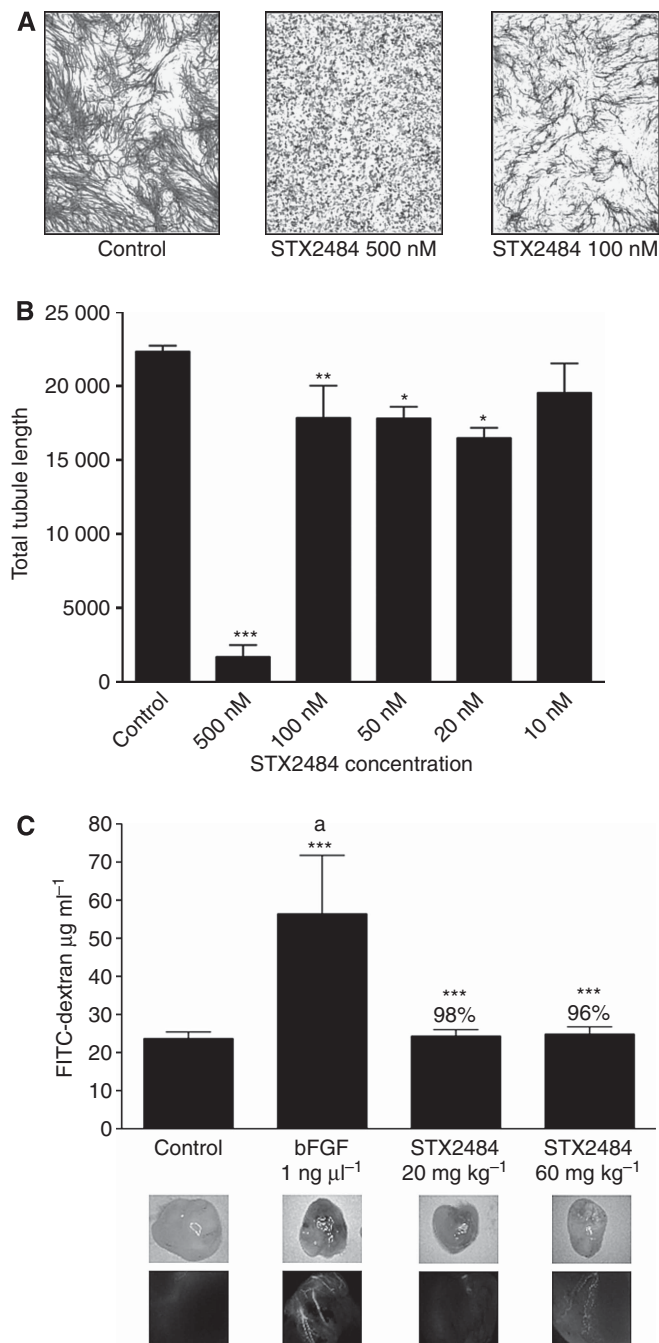 A
Control
STX2484 500 nM
STX2484 100 nM
B
25 000
20 000
15 000
10 000
5000
0
Total tubule length
***
**
*
*
Control
500 nM
100 nM
50 nM
20 nM
10 nM
STX2484 concentration
C
80
70
60
50
40
30
20
10
0
FITC-dextran µg ml⁻¹
a
***
***
98%
***
96%
Control
bFGF
1 ng µl⁻¹
STX2484
20 mg kg⁻¹
STX2484
60 mg kg⁻¹